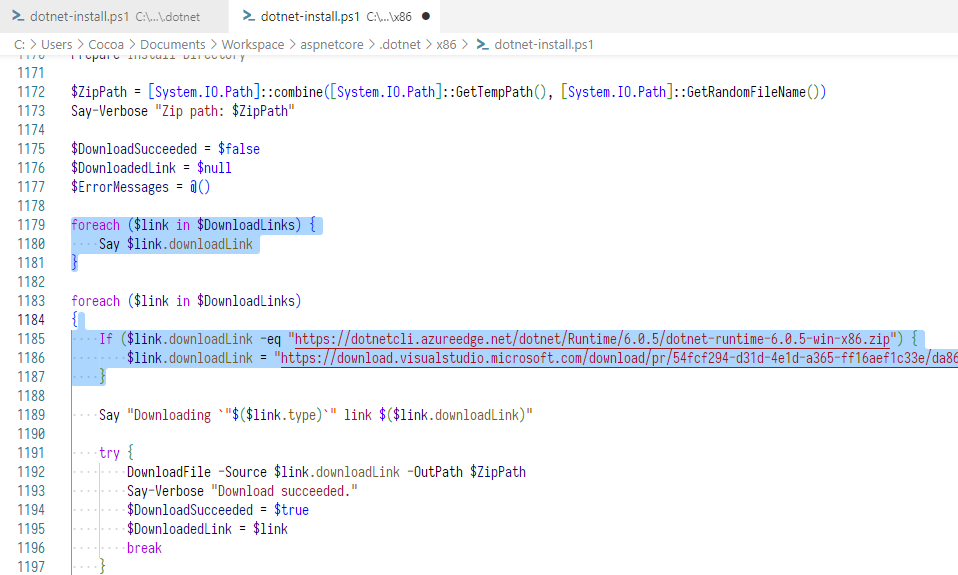 dotnet-install.ps1 C:\...\.dotnet
dotnet-install.ps1 C:\...\x86
C: > Users > Cocoa > Documents > Workspace > aspnetcore > .dotnet > x86 > dotnet-install.ps1
1170 Prepare-Install-Directory
1171
1172 $ZipPath = [System.IO.Path]::combine([System.IO.Path]::GetTempPath(), [System.IO.Path]::GetRandomFileName())
1173 Say-Verbose "Zip path: $ZipPath"
1174
1175 $DownloadSucceeded = $false
1176 $DownloadedLink = $null
1177 $ErrorMessages = @()
1178
1179 foreach ($link in $DownloadLinks) {
1180 Say $link.downloadLink
1181 }
1182
1183 foreach ($link in $DownloadLinks)
1184 {
1185 If ($link.downloadLink -eq "https://dotnetcli.azureedge.net/dotnet/Runtime/6.0.5/dotnet-runtime-6.0.5-win-x86.zip") {
1186 $link.downloadLink = "https://download.visualstudio.microsoft.com/download/pr/54fcf294-d31d-4e1d-a365-ff16aef1c33e/da86
1187 }
1188
1189 Say "Downloading `"$($link.type)`" link $($link.downloadLink)"
1190
1191 try {
1192 DownloadFile -Source $link.downloadLink -OutPath $ZipPath
1193 Say-Verbose "Download succeeded."
1194 $DownloadSucceeded = $true
1195 $DownloadedLink = $link
1196 break
1197 }